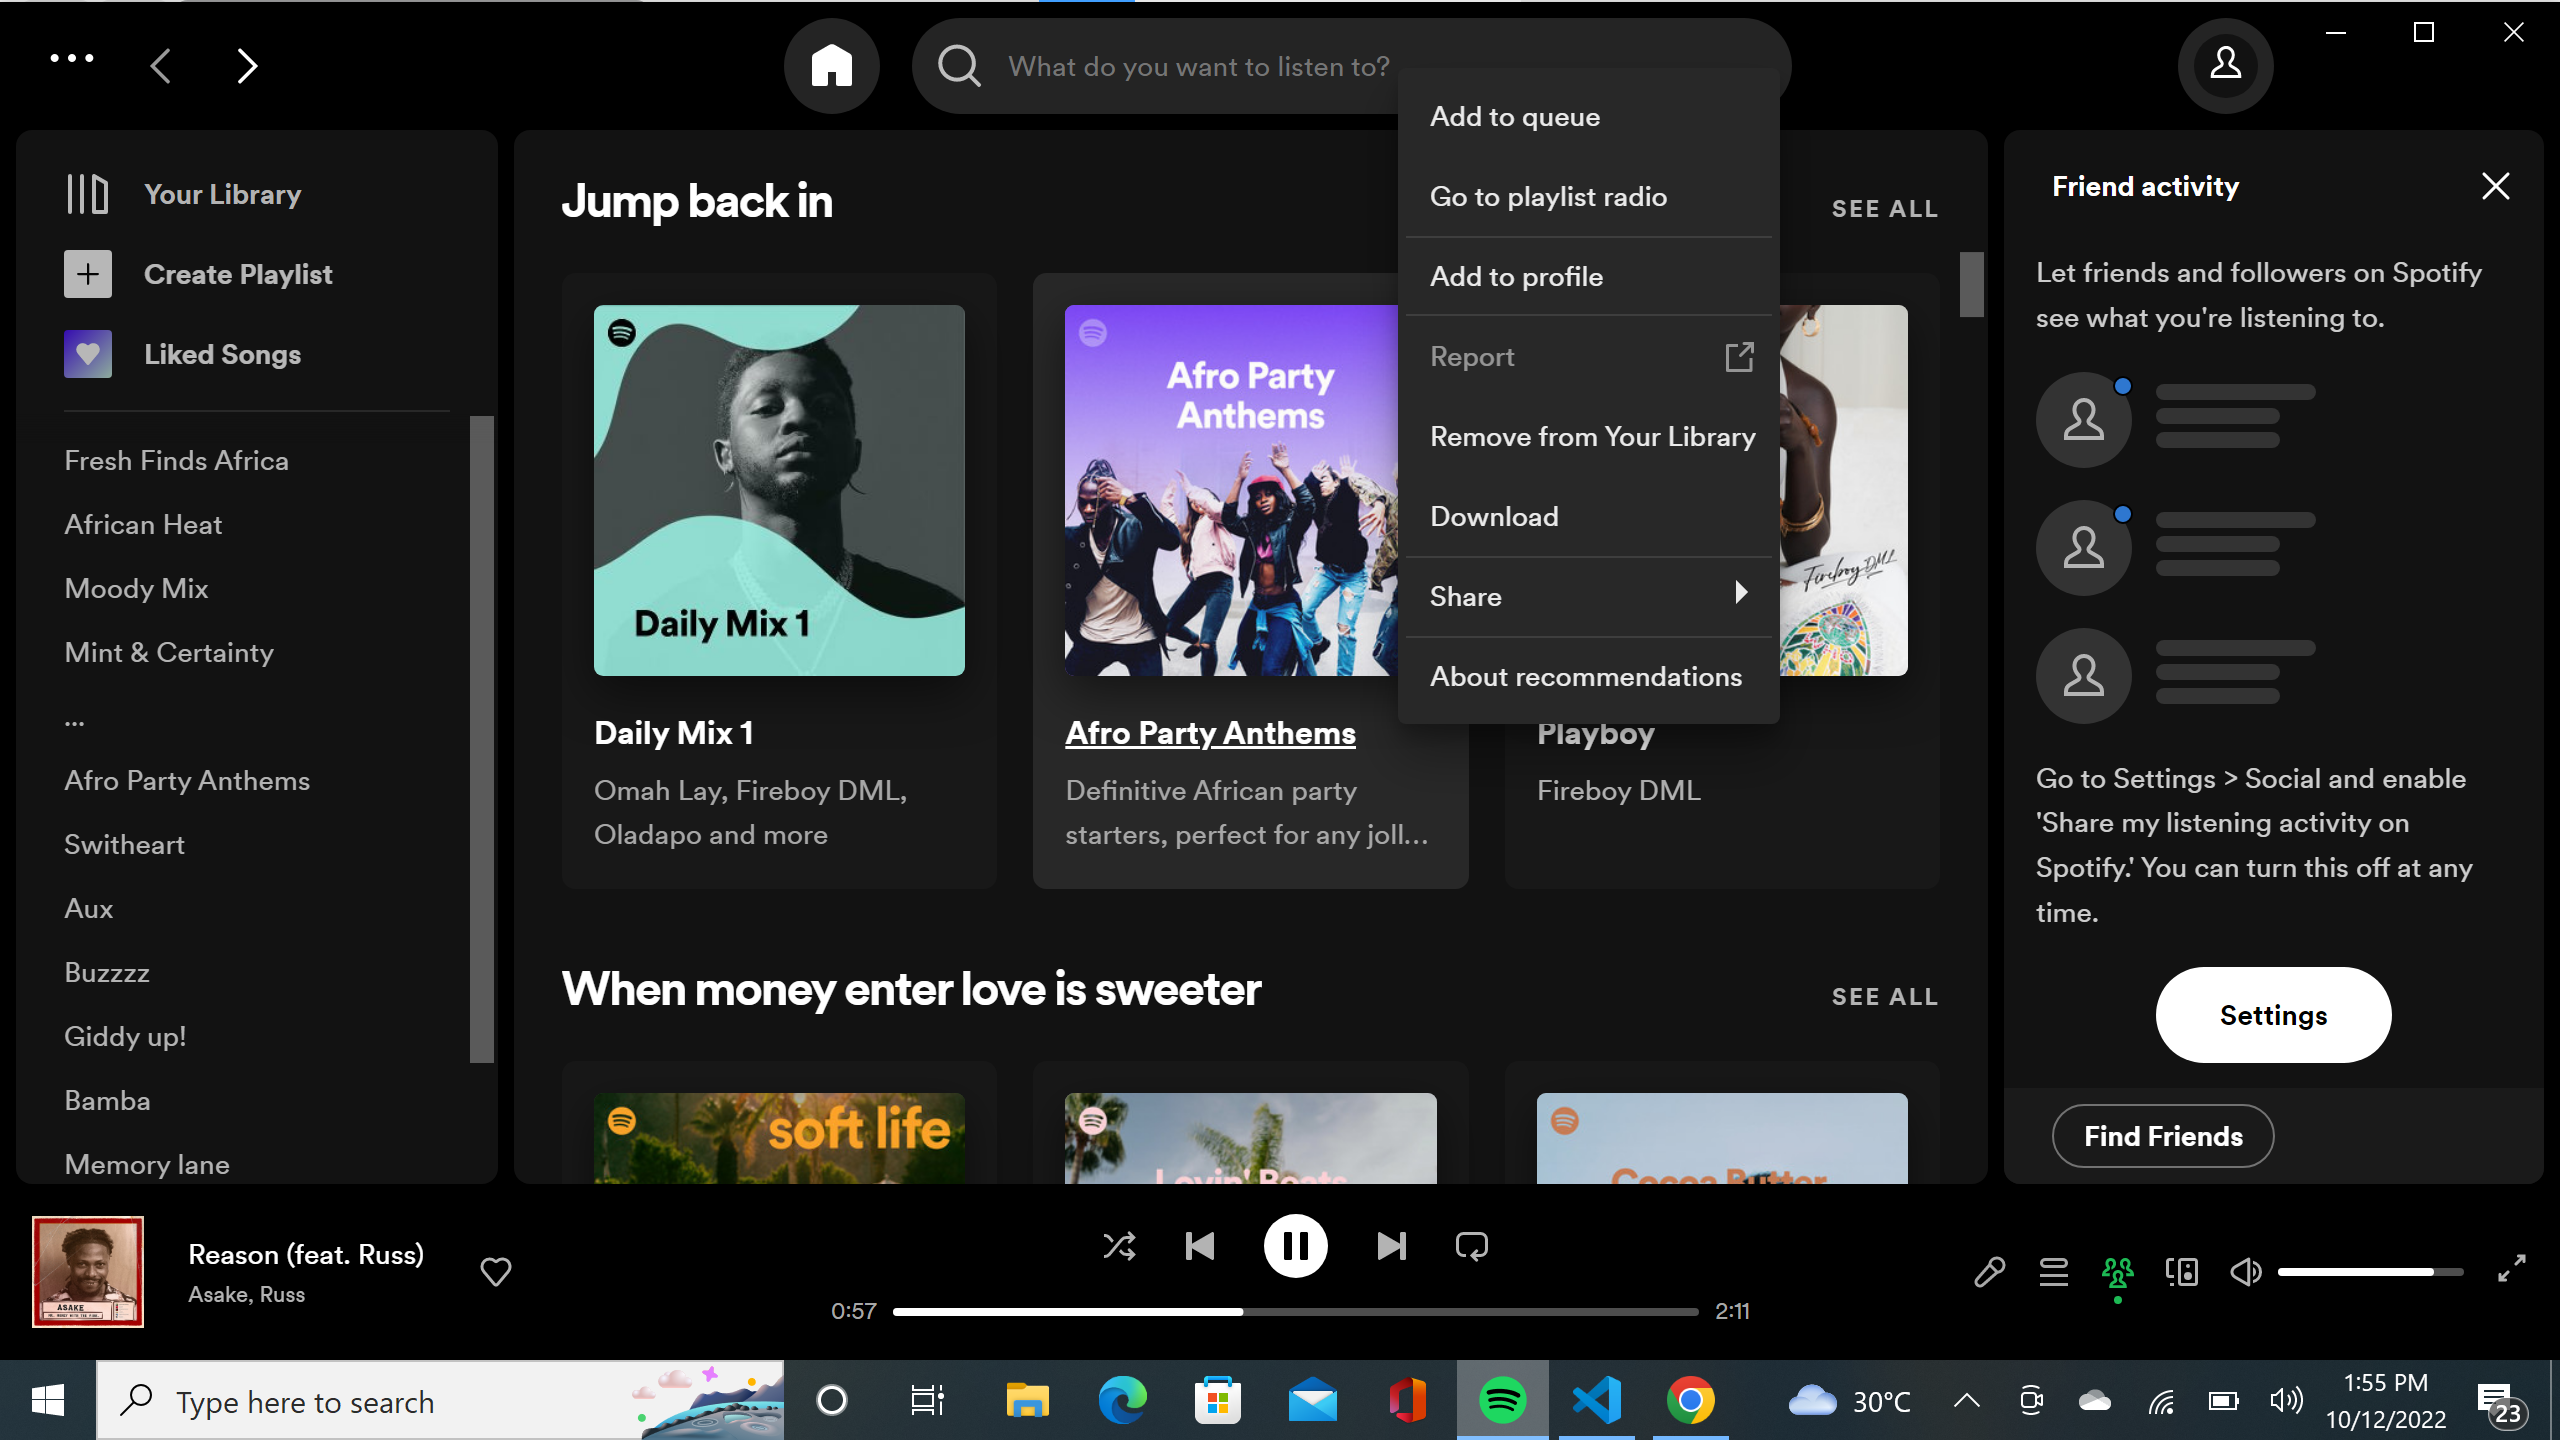 What do you want to listen to?
Your Library
Create Playlist
Liked Songs
Fresh Finds Africa
African Heat
Moody Mix
Mint & Certainty
...
Afro Party Anthems
Switheart
Aux
Buzzzz
Giddy up!
Bamba
Memory lane
Jump back in
SEE ALL
Daily Mix 1
Daily Mix 1
Omah Lay, Fireboy DML,
Oladapo and more
Afro Party
Anthems
Afro Party Anthems
Definitive African party
starters, perfect for any joll...
Fireboy DML
Playboy
Fireboy DML
Add to queue
Go to playlist radio
Add to profile
Report
Remove from Your Library
Download
Share
About recommendations
When money enter love is sweeter
SEE ALL
soft life
Lovin' Beats
Cocoa Butter
Friend activity
Let friends and followers on Spotify
see what you're listening to.
Go to Settings > Social and enable
'Share my listening activity on
Spotify.' You can turn this off at any
time.
Settings
Find Friends
ASAKE
Reason (feat. Russ)
Asake, Russ
0:57
2:11
Type here to search
30°C
1:55 PM
10/12/2022
23